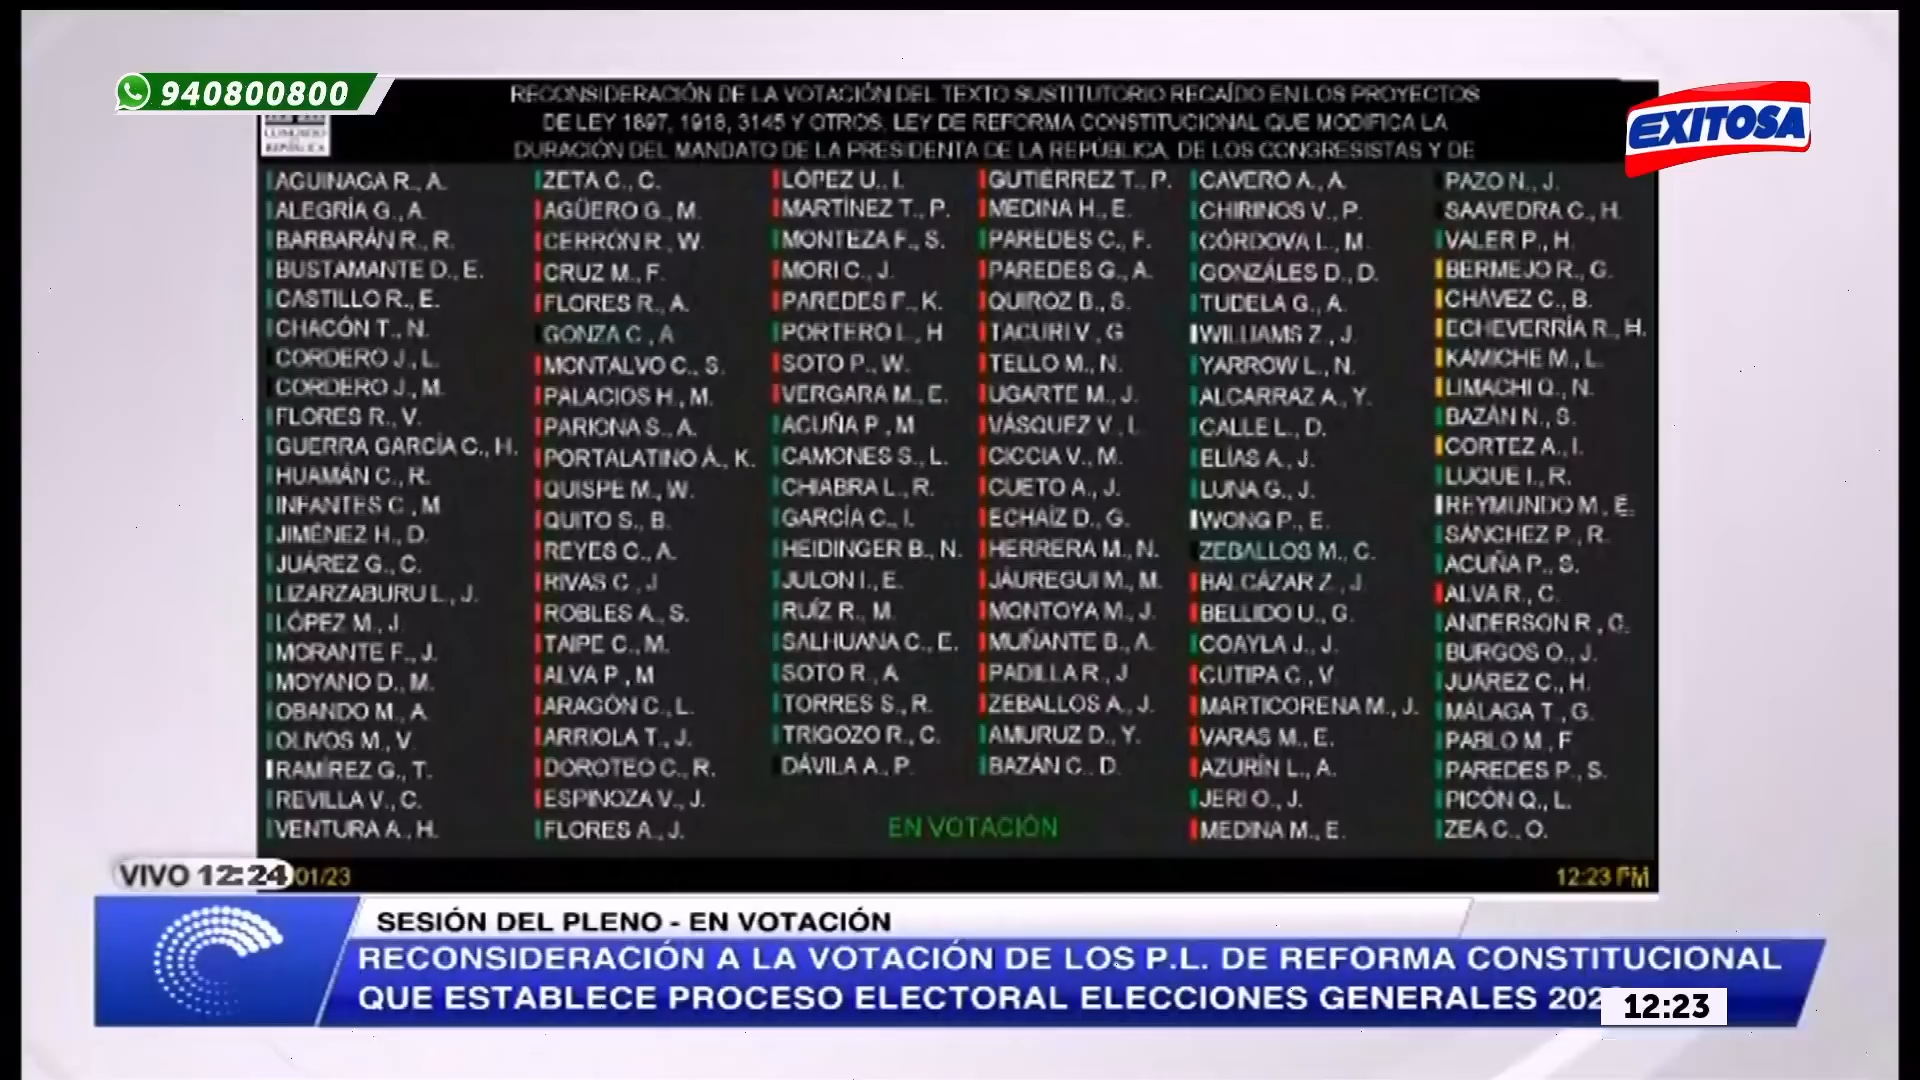 940800800
EXITOSA
RECONSIDERACIÓN DE LA VOTACIÓN DEL TEXTO SUSTITUTORIO RECAÍDO EN LOS PROYECTOS
DE LEY 1897, 1918, 3145 Y OTROS, LEY DE REFORMA CONSTITUCIONAL QUE MODIFICA LA
DURACIÓN DEL MANDATO DE LA PRESIDENTA DE LA REPÚBLICA, DE LOS CONGRESISTAS Y DE
CONGRESO
REPÚBLICA
AGUINAGA R., A.
ALEGRÍA G., A.
BARBARÁN R., R.
BUSTAMANTE D., E.
CASTILLO R., E.
CHACÓN T., N.
CORDERO J., L.
CORDERO J., M.
FLORES R., V.
GUERRA GARCÍA C., H.
HUAMÁN C., R.
INFANTES C., M
JIMÉNEZ H., D.
JUÁREZ G., C.
LIZARZABURU L., J.
LÓPEZ M., J.
MORANTE F., J.
MOYANO D., M.
OBANDO M., A.
OLIVOS M., V.
RAMÍREZ G., T.
REVILLA V., C.
VENTURA A., H.
ZETA C., C.
AGÜERO G., M.
CERRÓN R., W.
CRUZ M., F.
FLORES R., A.
GONZA C., A
MONTALVO C., S.
PALACIOS H., M.
PARIONA S., A.
PORTALATINO Á., K.
QUISPE M., W.
QUITO S., B.
REYES C., A.
RIVAS C., J
ROBLES A., S.
TAIPE C., M.
ALVA P., M
ARAGÓN C., L.
ARRIOLA T., J.
DOROTEO C., R.
ESPINOZA V., J.
FLORES A., J.
LÓPEZ U., I.
MARTÍNEZ T., P.
MONTEZA F., S.
MORI C., J.
PAREDES F., K.
PORTERO L., H
SOTO P., W.
VERGARA M., E.
ACUÑA P., M
CAMONES S., L.
CHIABRA L., R.
GARCÍA C., I.
HEIDINGER B., N.
JULON I., E.
RUÍZ R., M.
SALHUANA C., E.
SOTO R., A
TORRES S., R.
TRIGOZO R., C.
DÁVILA A., P.
GUTIÉRREZ T., P.
MEDINA H., E.
PAREDES C., F.
PAREDES G., A.
QUIROZ B., S.
TACURI V., G
TELLO M., N.
UGARTE M., J.
VÁSQUEZ V., L
CICCIA V., M.
CUETO A., J.
ECHAÍZ D., G.
HERRERA M., N.
JÁUREGUI M., M.
MONTOYA M., J.
MUÑANTE B., A.
PADILLA R., J
ZEBALLOS A., J.
AMURUZ D., Y.
BAZÁN C., D.
EN VOTACIÓN
CAVERO A., A.
CHIRINOS V., P.
CÓRDOVA L., M.
GONZÁLES D., D.
TUDELA G., A.
WILLIAMS Z., J.
YARROW L., N.
ALCARRAZ A., Y.
CALLE L., D.
ELÍAS A., J.
LUNA G., J.
WONG P., E.
ZEBALLOS M., C.
BALCÁZAR Z., J.
BELLIDO U., G.
COAYLA J., J.
CUTIPA C., V.
MARTICORENA M., J.
VARAS M., E.
AZURÍN L., A.
JERI O., J.
MEDINA M., E.
PAZO N., J.
SAAVEDRA C., H.
VALER P., H.
BERMEJO R., G.
CHÁVEZ C., B.
ECHEVERRÍA R., H.
KAMICHE M., L.
LIMACHI Q., N.
BAZÁN N., S.
CORTEZ A., I.
LUQUE I., R.
REYMUNDO M., E.
SÁNCHEZ P., R.
ACUÑA P., S.
ALVA R., C.
ANDERSON R., C.
BURGOS O., J.
JUÁREZ C., H.
MÁLAGA T., G.
PABLO M., F
PAREDES P., S.
PICÓN Q., L.
ZEA C., O.
VIVO 12:24
01/23
12:23 PM
SESIÓN DEL PLENO - EN VOTACIÓN
RECONSIDERACIÓN A LA VOTACIÓN DE LOS P.L. DE REFORMA CONSTITUCIONAL
QUE ESTABLECE PROCESO ELECTORAL ELECCIONES GENERALES 202
12:23